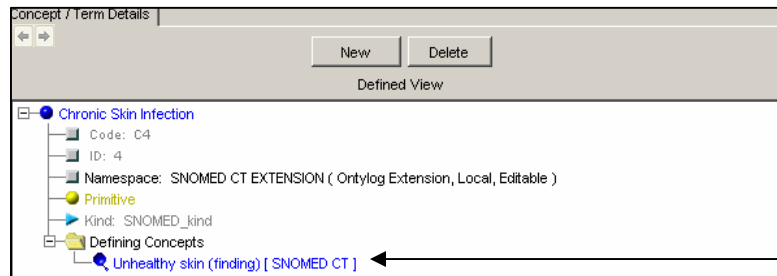 Concept / Term Details
New Delete
Defined View
Chronic Skin Infection
Code: C4
ID: 4
Namespace: SNOMED CT EXTENSION ( Ontylog Extension, Local, Editable )
Primitive
Kind: SNOMED_kind
Defining Concepts
Unhealthy skin (finding) [ SNOMED CT ]